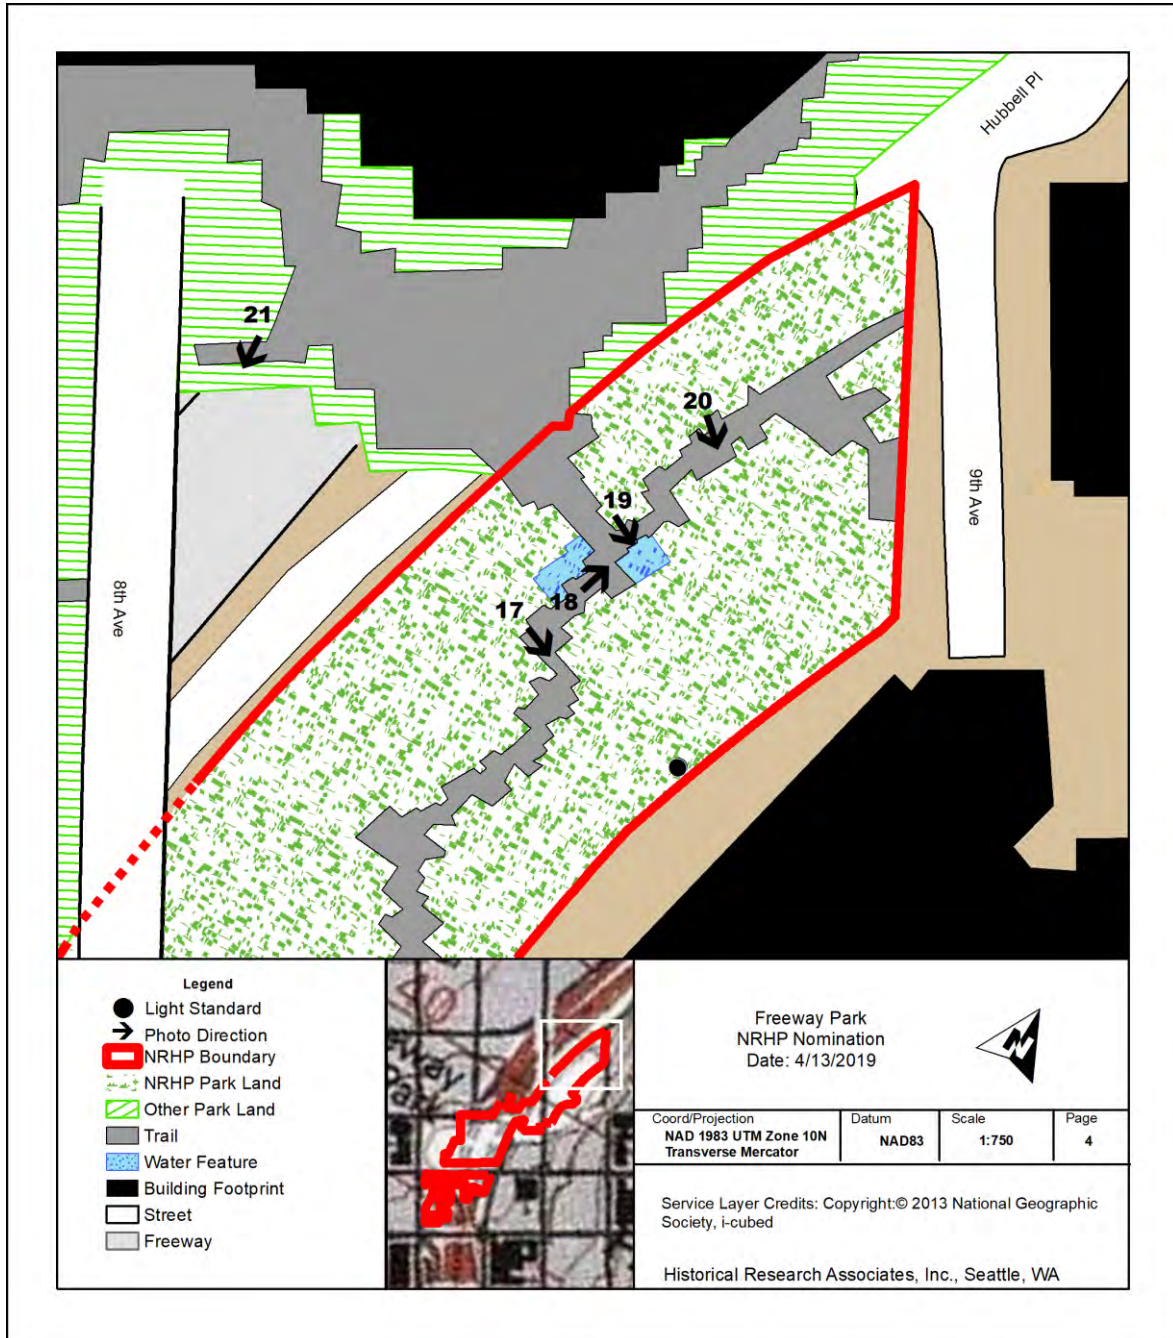 Hubbell Pl
21
20
19
9th Ave
8th Ave
18
17
Legend
Light Standard
Photo Direction
NRHP Boundary
NRHP Park Land
Other Park Land
Trail
Water Feature
Building Footprint
Street
Freeway
Freeway Park
NRHP Nomination
Date: 4/13/2019
N
Coord/Projection
NAD 1983 UTM Zone 10N
Transverse Mercator
Datum
NAD83
Scale
1:750
Page
4
Service Layer Credits: Copyright:© 2013 National Geographic
Society, i-cubed
Historical Research Associates, Inc., Seattle, WA